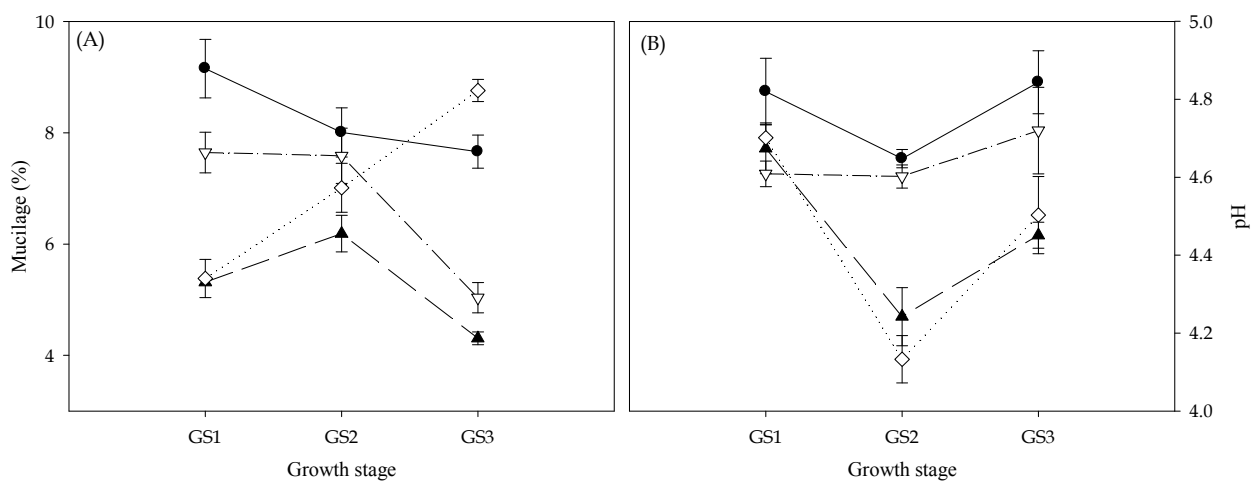 (A)
10
8
6
4
Mucilage (%)
GS1 GS2 GS3
Growth stage
(B)
5.0
4.8
4.6
4.4
4.2
4.0
pH
GS1 GS2 GS3
Growth stage